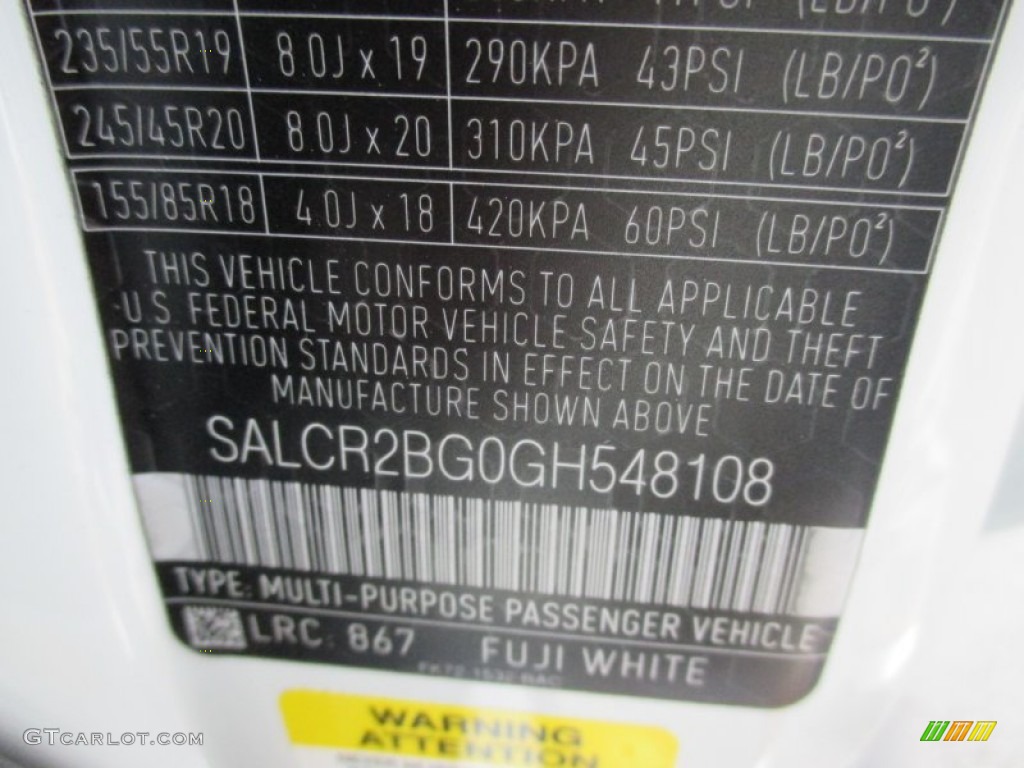 235/55R19 8.0J x 19 290KPA 43PSI (LB/PO²)
245/45R20 8.0J x 20 310KPA 45PSI (LB/PO²)
155/85R18 4.0J x 18 420KPA 60PSI (LB/PO²)
THIS VEHICLE CONFORMS TO ALL APPLICABLE
U.S FEDERAL MOTOR VEHICLE SAFETY AND THEFT
PREVENTION STANDARDS IN EFFECT ON THE DATE OF
MANUFACTURE SHOWN ABOVE
SALCR2BG0GH548108
TYPE: MULTI-PURPOSE PASSENGER VEHICLE
LRC: 867 FUJI WHITE
WARNING
ATTENTION
GTCarLot.com